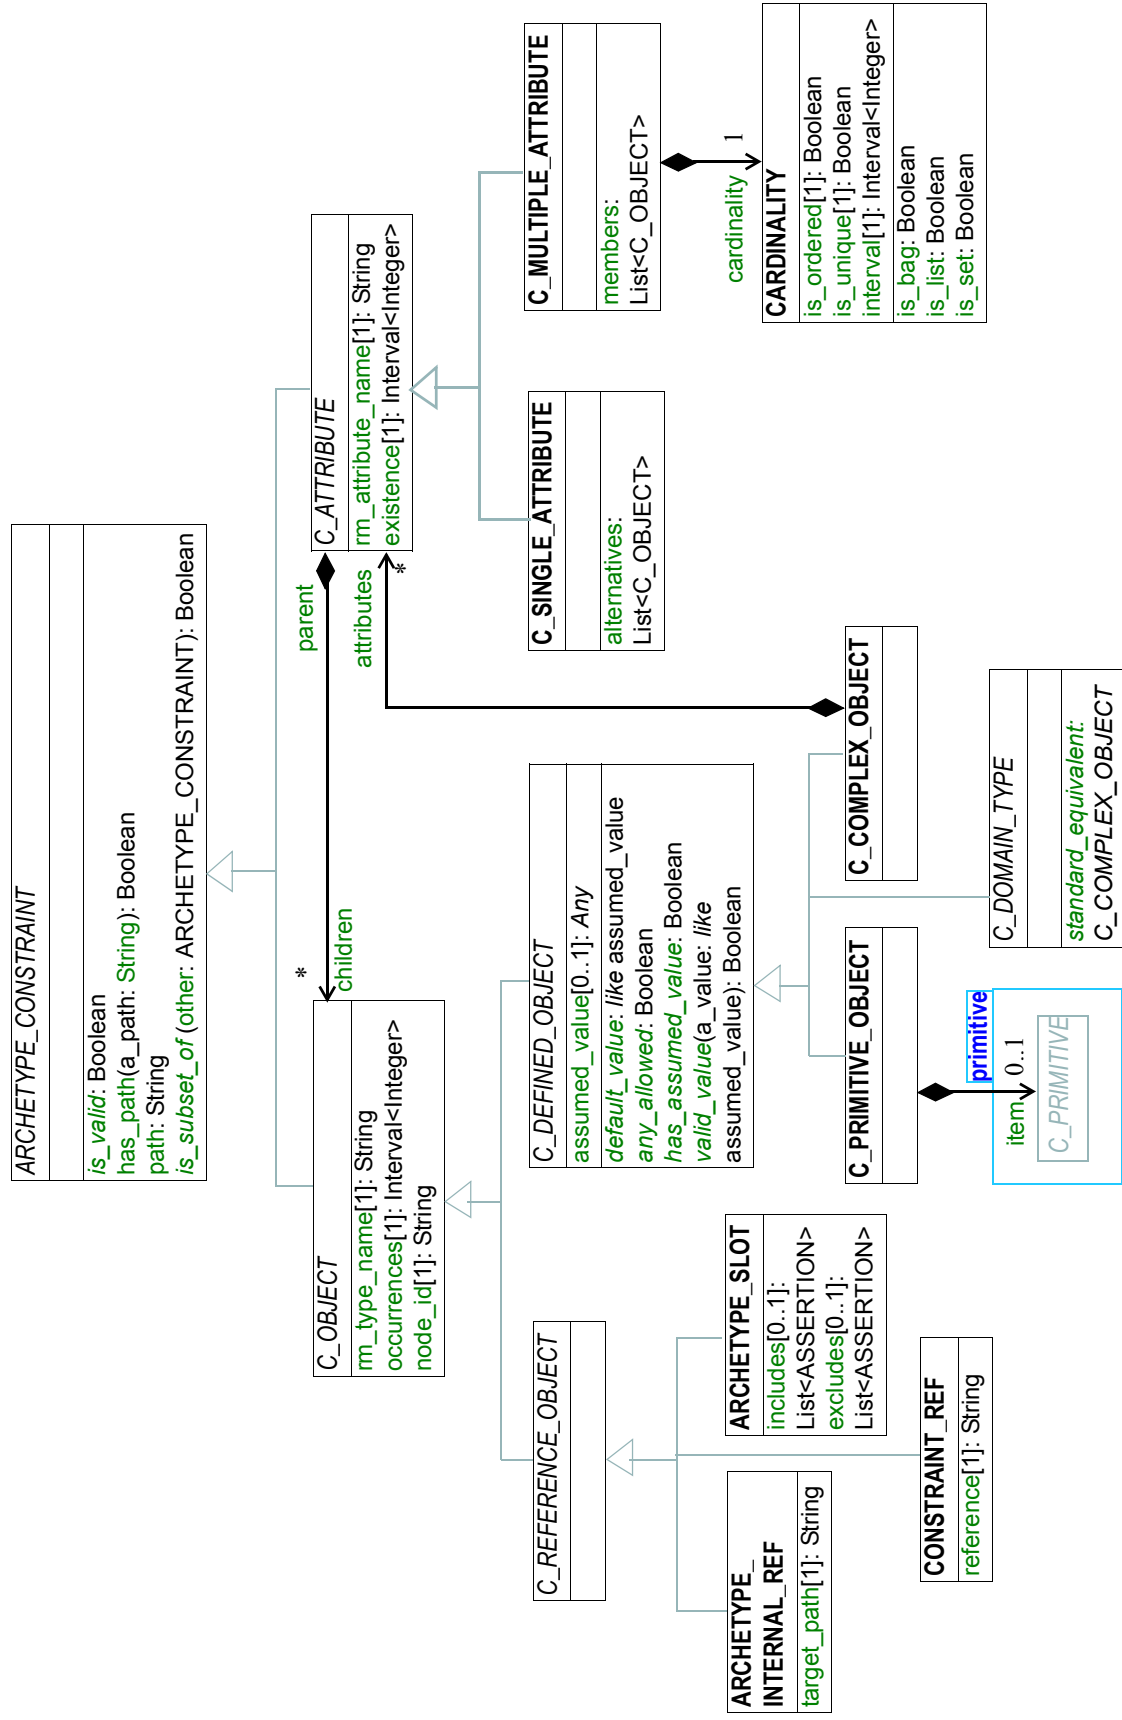 ARCHETYPE_CONSTRAINT
is_valid: Boolean
has_path(a_path: String): Boolean
path: String
is_subset_of (other: ARCHETYPE_CONSTRAINT): Boolean
C_OBJECT
rm_type_name[1]: String
occurrences[1]: Interval<Integer>
node_id[1]: String
*
children
parent
attributes
*
C_ATTRIBUTE
rm_attribute_name[1]: String
existence[1]: Interval<Integer>
C_REFERENCE_OBJECT
C_DEFINED_OBJECT
assumed_value[0..1]: Any
default_value: like assumed_value
any_allowed: Boolean
has_assumed_value: Boolean
valid_value(a_value: like
assumed_value): Boolean
C_SINGLE_ATTRIBUTE
alternatives:
List<C_OBJECT>
C_MULTIPLE_ATTRIBUTE
members:
List<C_OBJECT>
cardinality
1
ARCHETYPE_
INTERNAL_REF
target_path[1]: String
ARCHETYPE_SLOT
includes[0..1]:
List<ASSERTION>
excludes[0..1]:
List<ASSERTION>
CONSTRAINT_REF
reference[1]: String
C_PRIMITIVE_OBJECT
C_COMPLEX_OBJECT
CARDINALITY
is_ordered[1]: Boolean
is_unique[1]: Boolean
interval[1]: Interval<Integer>
is_bag: Boolean
is_list: Boolean
is_set: Boolean
primitive
item
0..1
C_PRIMITIVE
C_DOMAIN_TYPE
standard_equivalent:
C_COMPLEX_OBJECT